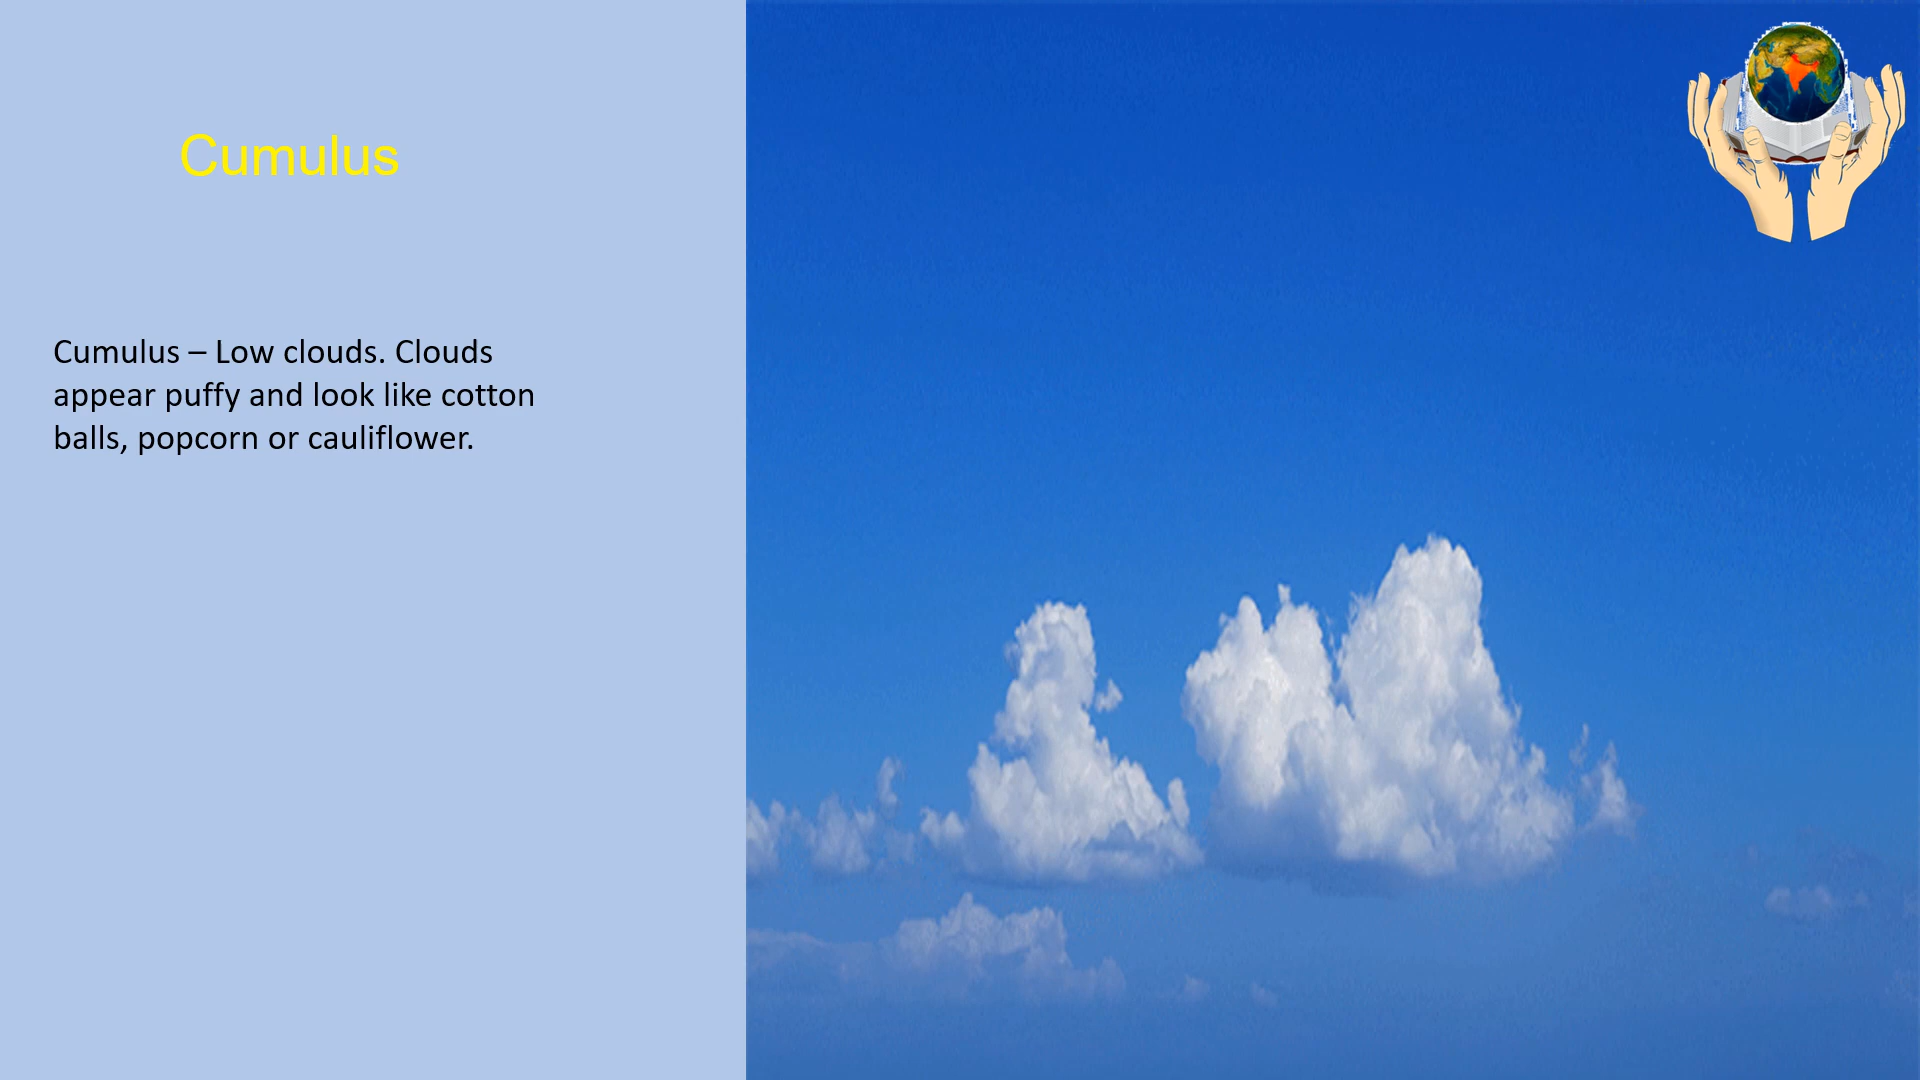 Cumulus
Cumulus – Low clouds. Clouds
appear puffy and look like cotton
balls, popcorn or cauliflower.